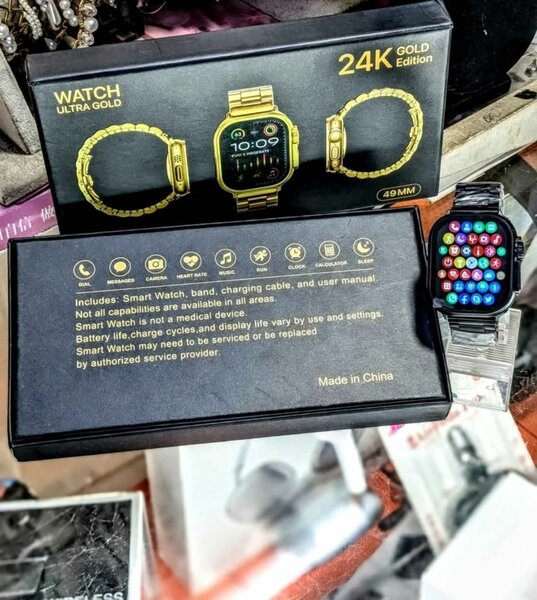 WATCH
ULTRA GOLD
24K GOLD
Edition
10:09
49MM
DIAL
MESSAGES
CAMERA
HEART RATE
MUSIC
RUN
CLOCK
CALCULATOR
SLEEP
Includes: Smart Watch, band, charging cable, and user manual.
Not all capabilities are available in all areas.
Smart Watch is not a medical device.
Battery life,charge cycles,and display life vary by use and settings.
Smart Watch may need to be serviced or be replaced
by authorized service provider.
Made in China
自信